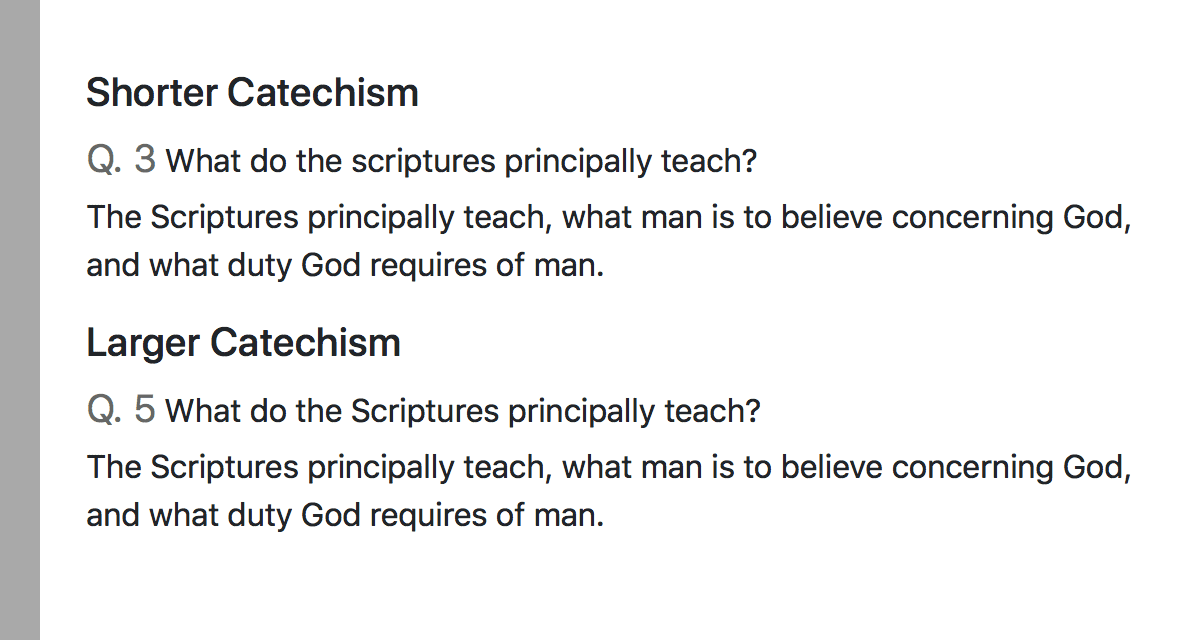 Shorter Catechism
Q. 3 What do the scriptures principally teach?
The Scriptures principally teach, what man is to believe concerning God,
and what duty God requires of man.
Larger Catechism
Q. 5 What do the Scriptures principally teach?
The Scriptures principally teach, what man is to believe concerning God,
and what duty God requires of man.